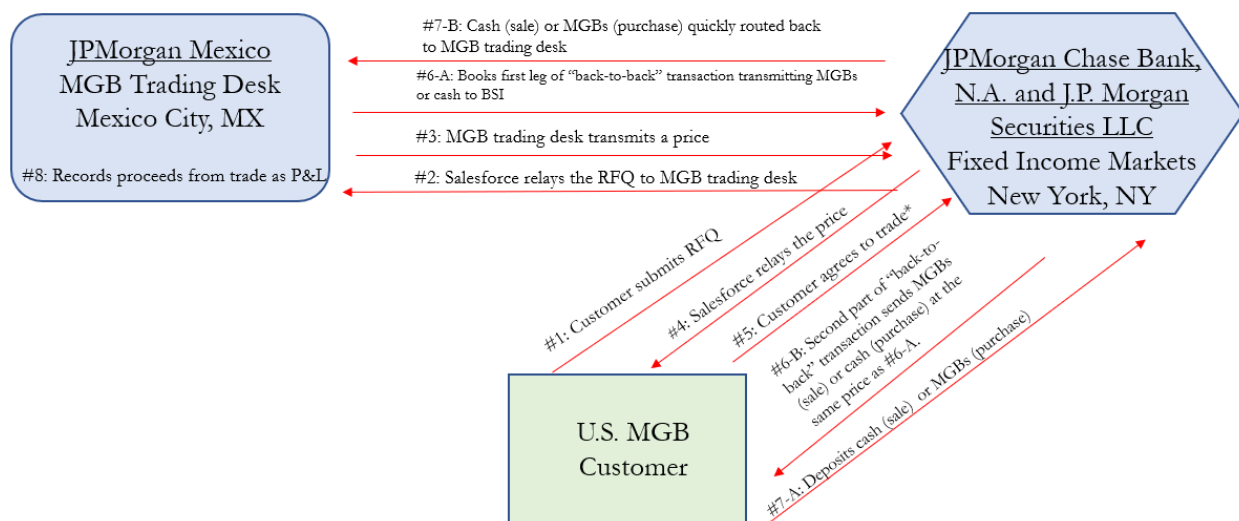 JPMorgan Mexico
MGB Trading Desk
Mexico City, MX
#8: Records proceeds from trade as P&L
#7-B: Cash (sale) or MGBs (purchase) quickly routed back
to MGB trading desk
#6-A: Books first leg of “back-to-back” transaction transmitting MGBs
or cash to BSI
#3: MGB trading desk transmits a price
#2: Salesforce relays the RFQ to MGB trading desk
JPMorgan Chase Bank,
N.A. and J.P. Morgan
Securities LLC
Fixed Income Markets
New York, NY
#1: Customer submits RFQ
#4: Salesforce relays the price
#5: Customer agrees to trade*
#6-B: Second part of “back-to-
back” transaction sends MGBs
(sale) or cash (purchase) at the
same price as #6-A.
#7-A: Deposits cash (sale) or MGBs (purchase)
U.S. MGB
Customer